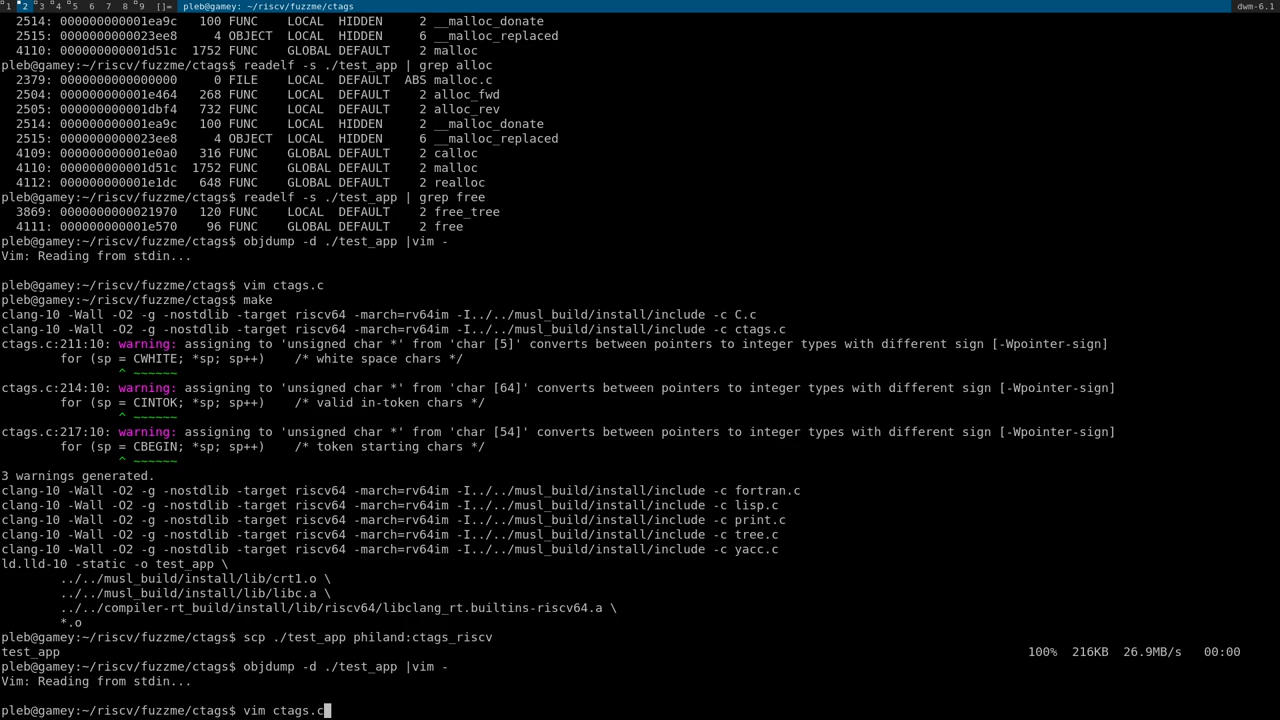 1 2 3 4 5 6 7 8 9 []= pleb@gamey:~/riscv/fuzzme/ctags dwm-6.1
2514: 000000000001ea9c 100 FUNC LOCAL HIDDEN 2 __malloc_donate
2515: 0000000000023ee8 4 OBJECT LOCAL HIDDEN 6 __malloc_replaced
4110: 000000000001d51c 1752 FUNC GLOBAL DEFAULT 2 malloc
pleb@gamey:~/riscv/fuzzme/ctags$ readelf -s ./test_app | grep alloc
2379: 0000000000000000 0 FILE LOCAL DEFAULT ABS malloc.c
2504: 000000000001e464 268 FUNC LOCAL DEFAULT 2 alloc_fwd
2505: 000000000001dbf4 732 FUNC LOCAL DEFAULT 2 alloc_rev
2514: 000000000001ea9c 100 FUNC LOCAL HIDDEN 2 __malloc_donate
2515: 0000000000023ee8 4 OBJECT LOCAL HIDDEN 6 __malloc_replaced
4109: 000000000001e0a0 316 FUNC GLOBAL DEFAULT 2 calloc
4110: 000000000001d51c 1752 FUNC GLOBAL DEFAULT 2 malloc
4112: 000000000001e1dc 648 FUNC GLOBAL DEFAULT 2 realloc
pleb@gamey:~/riscv/fuzzme/ctags$ readelf -s ./test_app | grep free
3869: 0000000000021970 120 FUNC LOCAL DEFAULT 2 free_tree
4111: 000000000001e570 96 FUNC GLOBAL DEFAULT 2 free
pleb@gamey:~/riscv/fuzzme/ctags$ objdump -d ./test_app |vim -
Vim: Reading from stdin...
pleb@gamey:~/riscv/fuzzme/ctags$ vim ctags.c
pleb@gamey:~/riscv/fuzzme/ctags$ make
clang-10 -Wall -O2 -g -nostdlib -target riscv64 -march=rv64im -I../../musl_build/install/include -c C.c
clang-10 -Wall -O2 -g -nostdlib -target riscv64 -march=rv64im -I../../musl_build/install/include -c ctags.c
ctags.c:211:10: warning: assigning to 'unsigned char *' from 'char [5]' converts between pointers to integer types with different sign [-Wpointer-sign]
for (sp = CWHITE; *sp; sp++) /* white space chars */
^ ~~~~~~
ctags.c:214:10: warning: assigning to 'unsigned char *' from 'char [64]' converts between pointers to integer types with different sign [-Wpointer-sign]
for (sp = CINTOK; *sp; sp++) /* valid in-token chars */
^ ~~~~~~
ctags.c:217:10: warning: assigning to 'unsigned char *' from 'char [54]' converts between pointers to integer types with different sign [-Wpointer-sign]
for (sp = CBEGIN; *sp; sp++) /* token starting chars */
^ ~~~~~~
3 warnings generated.
clang-10 -Wall -O2 -g -nostdlib -target riscv64 -march=rv64im -I../../musl_build/install/include -c fortran.c
clang-10 -Wall -O2 -g -nostdlib -target riscv64 -march=rv64im -I../../musl_build/install/include -c lisp.c
clang-10 -Wall -O2 -g -nostdlib -target riscv64 -march=rv64im -I../../musl_build/install/include -c print.c
clang-10 -Wall -O2 -g -nostdlib -target riscv64 -march=rv64im -I../../musl_build/install/include -c tree.c
clang-10 -Wall -O2 -g -nostdlib -target riscv64 -march=rv64im -I../../musl_build/install/include -c yacc.c
ld.lld-10 -static -o test_app \
../../musl_build/install/lib/crt1.o \
../../musl_build/install/lib/libc.a \
../../compiler-rt_build/install/lib/riscv64/libclang_rt.builtins-riscv64.a \
*.o
pleb@gamey:~/riscv/fuzzme/ctags$ scp ./test_app philand:ctags_riscv
test_app 100% 216KB 26.9MB/s 00:00
pleb@gamey:~/riscv/fuzzme/ctags$ objdump -d ./test_app |vim -
Vim: Reading from stdin...
pleb@gamey:~/riscv/fuzzme/ctags$ vim ctags.c